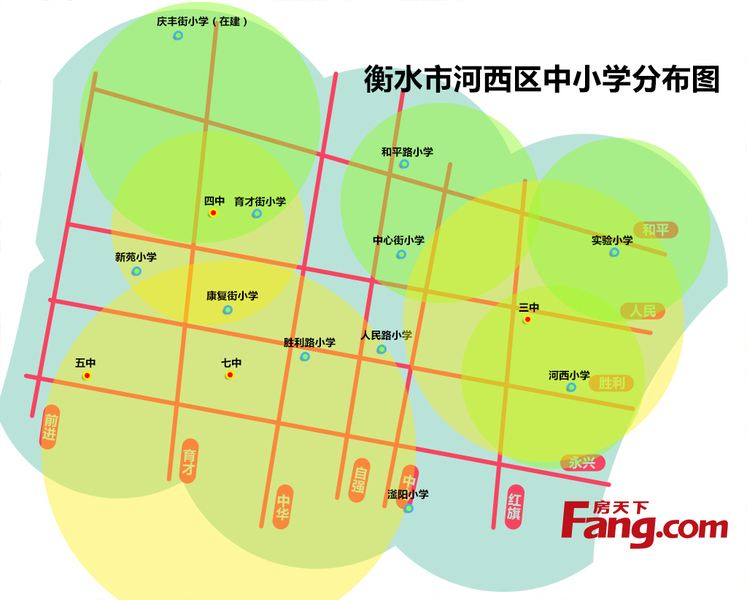 庆丰街小学（在建）
衡水市河西区中小学分布图
和平路小学
四中
育才街小学
和平
中心街小学
实验小学
新苑小学
康复街小学
三中
人民
胜利路小学
人民路小学
五中
七中
河西小学
胜利
前进
育才
永兴
自强
中
滏阳小学
中华
红旗
房天下
Fang.com